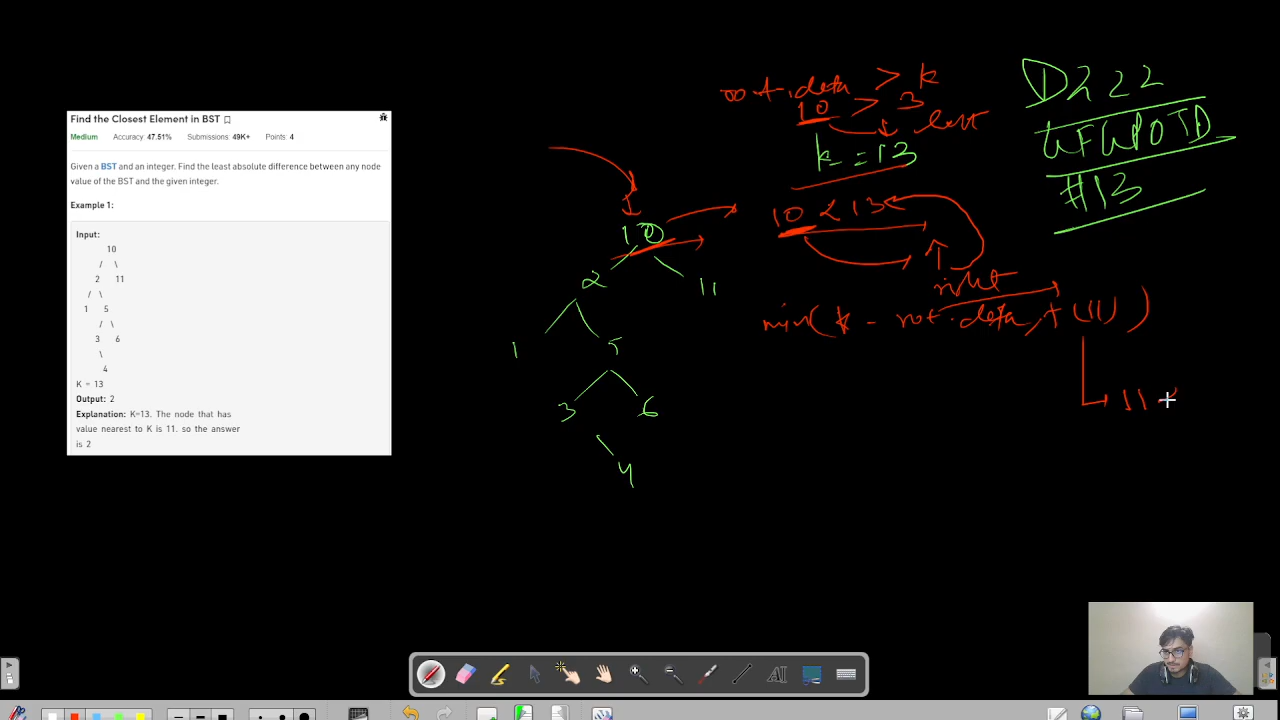 Find the Closest Element in BST
Medium Accuracy: 47.51% Submissions: 49K+ Points: 4
Given a BST and an integer. Find the least absolute difference between any node
value of the BST and the given integer.
Example 1:
Input:
10
/ \
2 11
/ \
1 5
/ \
3 6
\
4
K = 13
Output: 2
Explanation: K=13. The node that has
value nearest to K is 11. so the answer
is 2
10
2 11
1 5
3 6
4
root.data > k
10 > 3
left
k = 13
10 < 13
right
min( k - root.data, f (11) )
11 <
D222
GFGPOTD
#13
AI